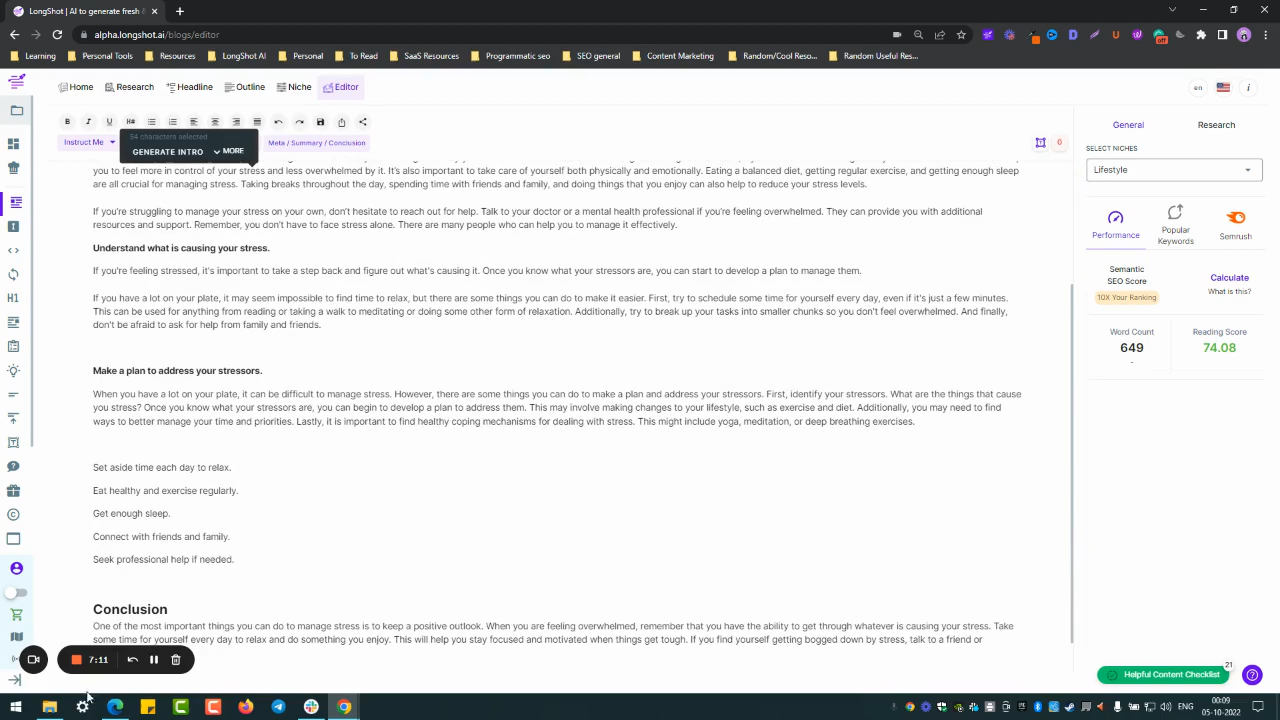 LongShot | AI to generate fresh &
alpha.longshot.ai/blogs/editor
Learning
Personal
Tools
Resources
LongShot AI
Personal
To Read
SaaS Resources
Programmatic seo
SEO general
Content Marketing
Random/Cool Reso...
Random Useful Res...
Home
Research
Headline
Outline
Niche
Editor
en
Instruct Me
54 characters selected
GENERATE INTRO
MORE
Meta / Summary / Conclusion
0
you to feel more in control of your stress and less overwhelmed by it. It's also important to take care of yourself both physically and emotionally. Eating a balanced diet, getting regular exercise, and getting enough sleep
are all crucial for managing stress. Taking breaks throughout the day, spending time with friends and family, and doing things that you enjoy can also help to reduce your stress levels.
If you're struggling to manage your stress on your own, don't hesitate to reach out for help. Talk to your doctor or a mental health professional if you're feeling overwhelmed. They can provide you with additional
resources and support. Remember, you don't have to face stress alone. There are many people who can help you to manage it effectively.
Understand what is causing your stress.
If you're feeling stressed, it's important to take a step back and figure out what's causing it. Once you know what your stressors are, you can start to develop a plan to manage them.
If you have a lot on your plate, it may seem impossible to find time to relax, but there are some things you can do to make it easier. First, try to schedule some time for yourself every day, even if it's just a few minutes.
This can be used for anything from reading or taking a walk to meditating or doing some other form of relaxation. Additionally, try to break up your tasks into smaller chunks so you don't feel overwhelmed. And finally,
don't be afraid to ask for help from family and friends.
Make a plan to address your stressors.
When you have a lot on your plate, it can be difficult to manage stress. However, there are some things you can do to make a plan and address your stressors. First, identify your stressors. What are the things that cause
you stress? Once you know what your stressors are, you can begin to develop a plan to address them. This may involve making changes to your lifestyle, such as exercise and diet. Additionally, you may need to find
ways to better manage your time and priorities. Lastly, it is important to find healthy coping mechanisms for dealing with stress. This might include yoga, meditation, or deep breathing exercises.
Set aside time each day to relax.
Eat healthy and exercise regularly.
Get enough sleep.
Connect with friends and family.
Seek professional help if needed.
Conclusion
One of the most important things you can do to manage stress is to keep a positive outlook. When you are feeling overwhelmed, remember that you have the ability to get through whatever is causing your stress. Take
some time for yourself every day to relax and do something you enjoy. This will help you stay focused and motivated when things get tough. If you find yourself getting bogged down by stress, talk to a friend or
General
Research
SELECT NICHES
Lifestyle
Performance
Popular
Keywords
Semrush
Semantic
SEO Score
10X Your Ranking
Calculate
What is this?
Word Count
649
-
Reading Score
74.08
7:11
Helpful Content Checklist
21
ENG
00:09
05-10-2022